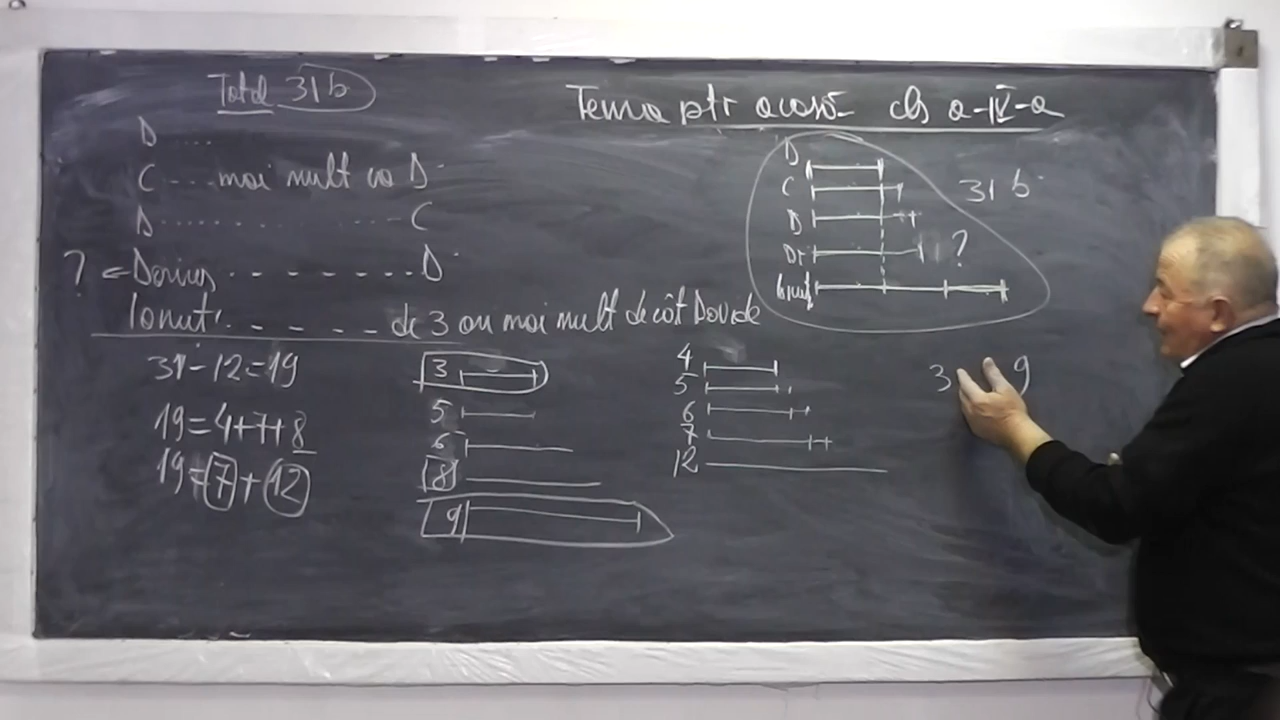 Total 31 b
D ....
C .... mai mult ca D
D .............. C
? ← Darius ........ D
Ionuț ...... de 3 ori mai mult decât Davide
31 - 12 = 19
19 = 4 + 7 + 8
19 = 7 + 12
3
5
6
8
9
Tema ptr acasă cls a-IV-a
D
C
D
Dr ?
Ionuț
31 b
4
5
6
7
12
3 9